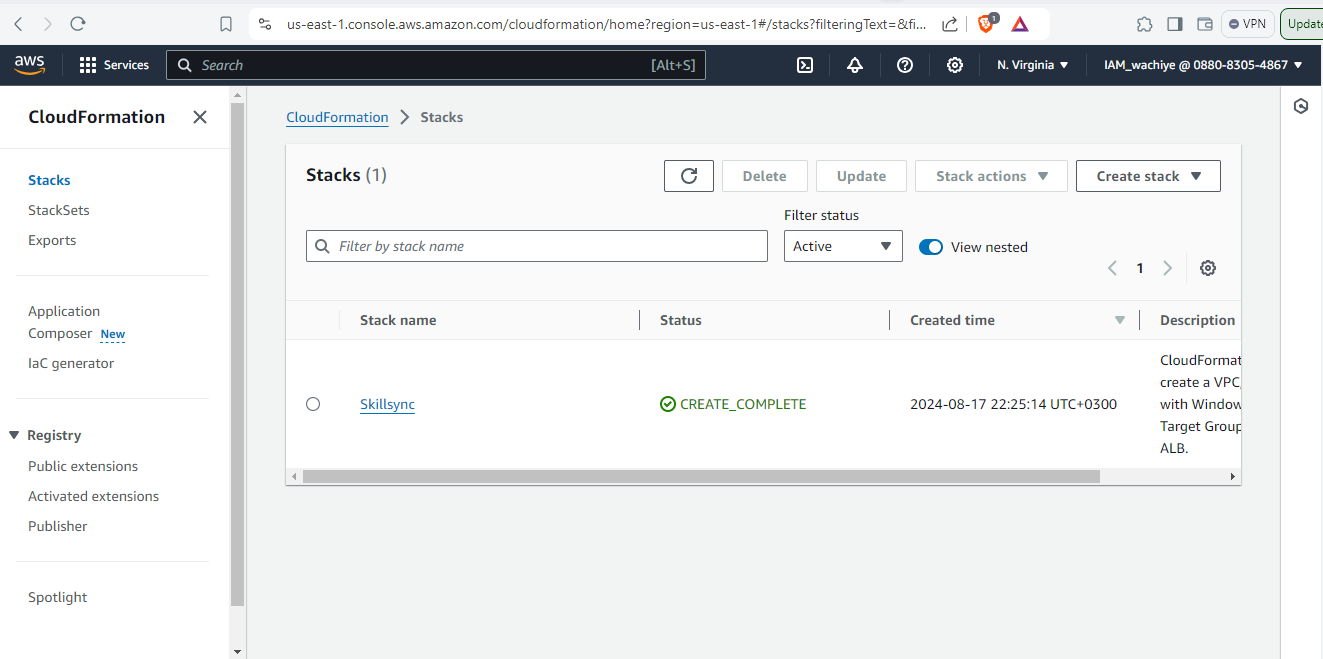 us-east-1.console.aws.amazon.com/cloudformation/home?region=us-east-1#/stacks?filteringText=&fi...
1
VPN
Update
aws
Services
Search
[Alt+S]
N. Virginia
IAM_wachiye @ 0880-8305-4867
CloudFormation
Stacks
StackSets
Exports
Application
Composer New
IaC generator
Registry
Public extensions
Activated extensions
Publisher
Spotlight
CloudFormation > Stacks
Stacks (1)
Delete
Update
Stack actions
Create stack
Filter status
Filter by stack name
Active
View nested
1
Stack name
Status
Created time
Description
Skillsync
CREATE_COMPLETE
2024-08-17 22:25:14 UTC+0300
CloudFormat
create a VPC,
with Window
Target Group
ALB.